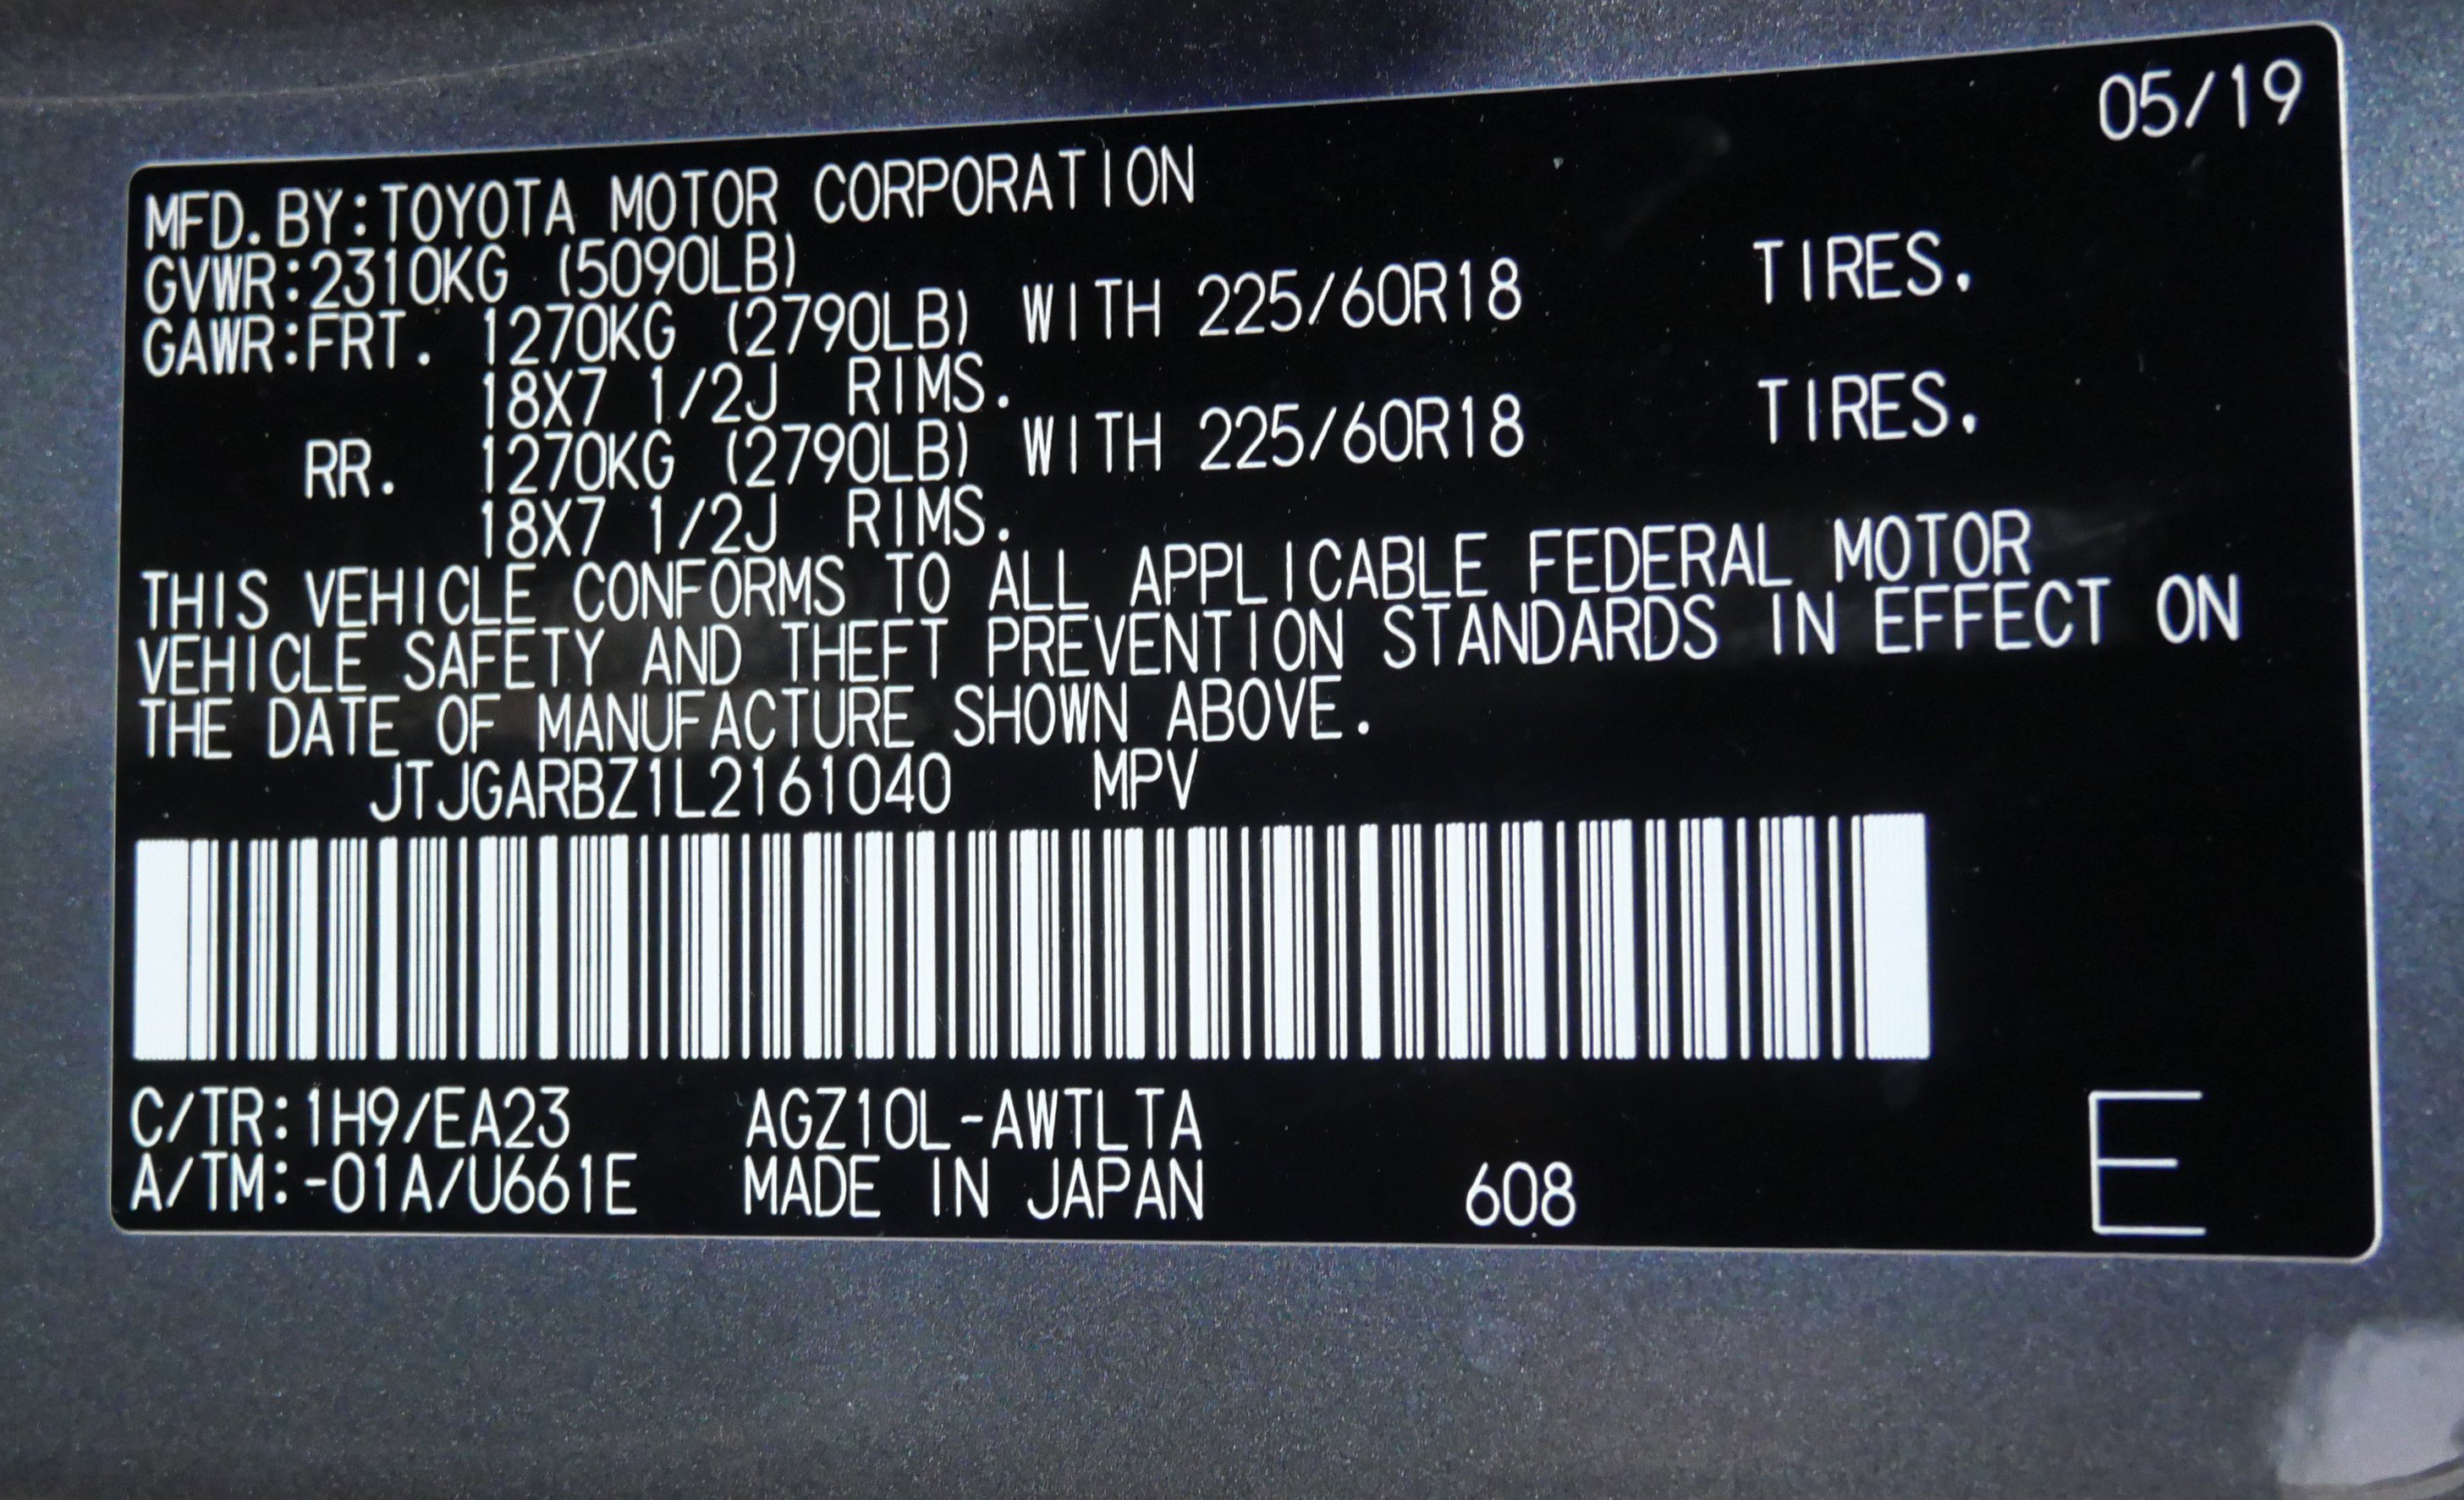 05/19
MFD.BY:TOYOTA MOTOR CORPORATION
GVWR:2310KG (5090LB)
GAWR:FRT. 1270KG (2790LB) WITH 225/60R18 TIRES.
18X7 1/2J RIMS.
RR. 1270KG (2790LB) WITH 225/60R18 TIRES.
18X7 1/2J RIMS.
THIS VEHICLE CONFORMS TO ALL APPLICABLE FEDERAL MOTOR
VEHICLE SAFETY AND THEFT PREVENTION STANDARDS IN EFFECT ON
THE DATE OF MANUFACTURE SHOWN ABOVE.
JTJGARBZ1L2161040 MPV
C/TR:1H9/EA23 AGZ10L-AWTLTA
A/TM:-01A/U661E MADE IN JAPAN 608 E